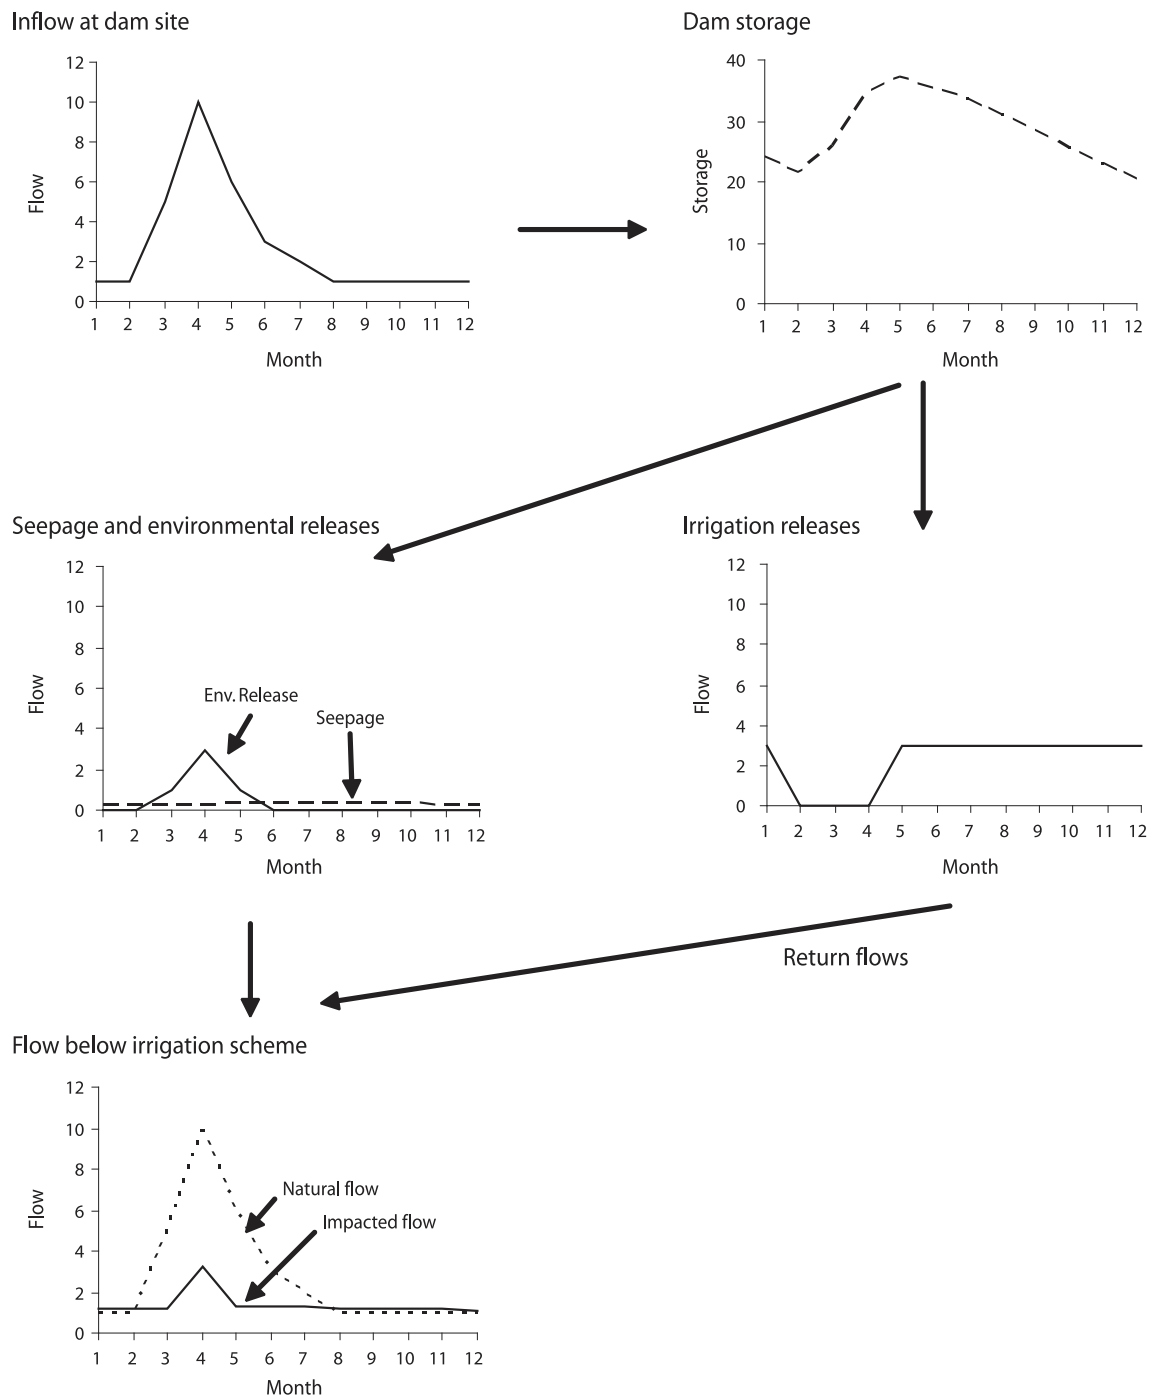 Inflow at dam site
12
10
8
6
4
2
0
Flow
1 2 3 4 5 6 7 8 9 10 11 12
Month
Dam storage
40
30
20
10
0
Storage
1 2 3 4 5 6 7 8 9 10 11 12
Month
Seepage and environmental releases
12
10
8
6
4
2
0
Flow
Env. Release
Seepage
1 2 3 4 5 6 7 8 9 10 11 12
Month
Irrigation releases
12
10
8
6
4
2
0
Flow
1 2 3 4 5 6 7 8 9 10 11 12
Month
Return flows
Flow below irrigation scheme
12
10
8
6
4
2
0
Flow
Natural flow
Impacted flow
1 2 3 4 5 6 7 8 9 10 11 12
Month